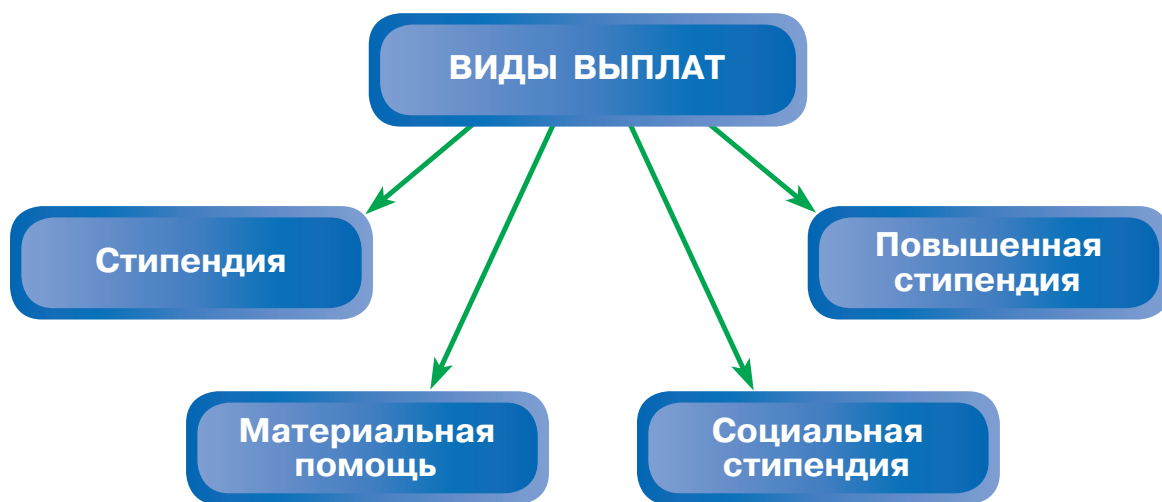 ВИДЫ ВЫПЛАТ
Стипендия
Повышенная
стипендия
Материальная
помощь
Социальная
стипендия